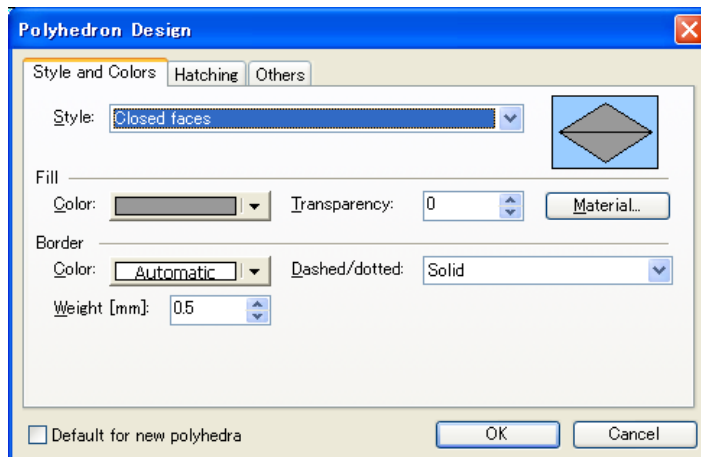 Polyhedron Design
Style and Colors Hatching Others
Style: Closed faces
Fill
Color: Transparency: 0 Material...
Border
Color: Automatic Dashed/dotted: Solid
Weight [mm]: 0.5
Default for new polyhedra OK Cancel